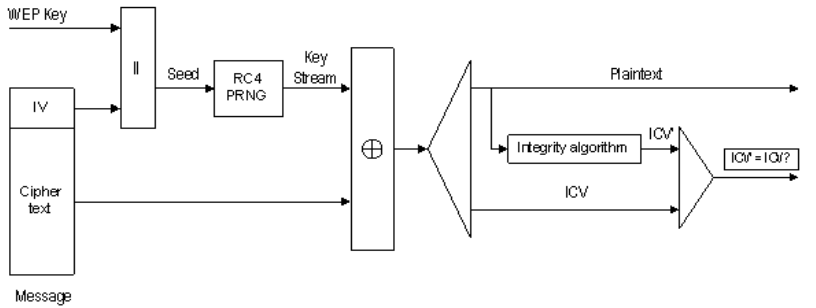 WEP Key
IV
Cipher
text
Message
||
Seed
RC4
PRNG
Key
Stream
Plaintext
Integrity algorithm
ICV'
ICV
ICV' = ICV?